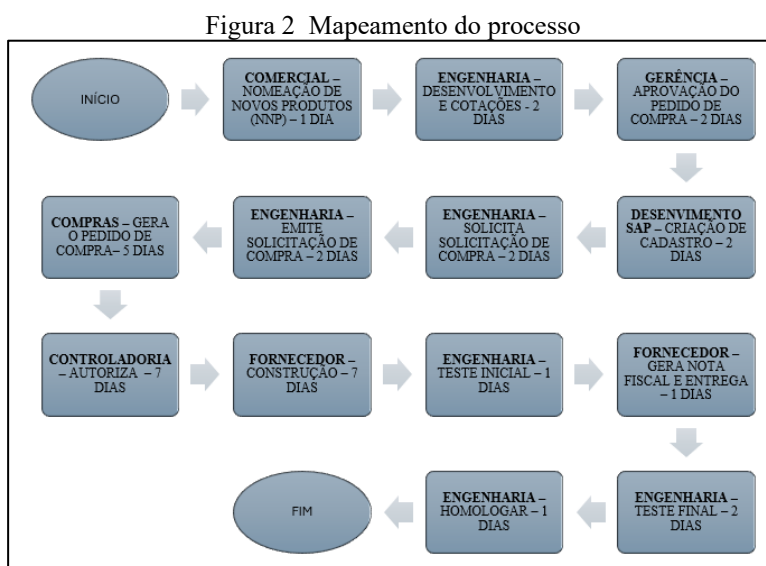 Figura 2 Mapeamento do processo
INÍCIO
COMERCIAL –
NOMEAÇÃO DE
NOVOS PRODUTOS
(NNP) – 1 DIA
ENGENHARIA –
DESENVOLVIMENTO
E COTAÇÕES - 2
DIAS
GERÊNCIA –
APROVAÇÃO DO
PEDIDO DE
COMPRA – 2 DIAS
DESENVIMENTO
SAP – CRIAÇÃO DE
CADASTRO – 2
DIAS
ENGENHARIA –
SOLICITA
SOLICITAÇÃO DE
COMPRA – 2 DIAS
ENGENHARIA –
EMITE
SOLICITAÇÃO DE
COMPRA – 2 DIAS
COMPRAS – GERA
O PEDIDO DE
COMPRA– 5 DIAS
CONTROLADORIA
– AUTORIZA – 7
DIAS
FORNECEDOR –
CONSTRUÇÃO – 7
DIAS
ENGENHARIA –
TESTE INICIAL – 1
DIAS
FORNECEDOR –
GERA NOTA
FISCAL E ENTREGA
– 1 DIAS
ENGENHARIA –
TESTE FINAL – 2
DIAS
ENGENHARIA –
HOMOLOGAR – 1
DIAS
FIM